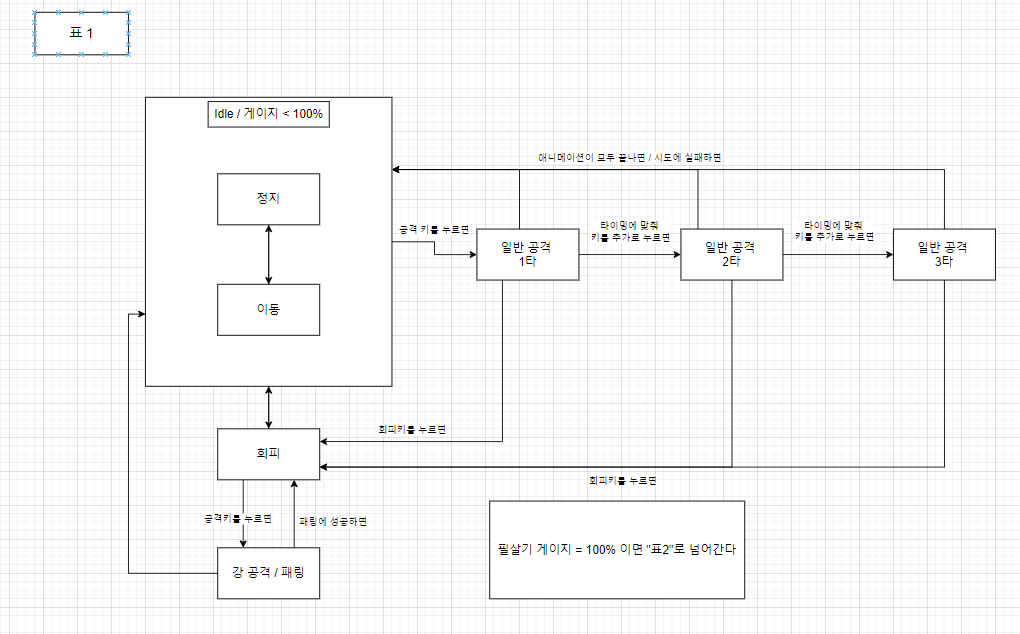 표 1
Idle / 게이지 < 100%
정지
이동
애니메이션이 모두 끝나면 / 시도에 실패하면
공격 키를 누르면
일반 공격
1타
타이밍에 맞춰
키를 추가로 누르면
일반 공격
2타
타이밍에 맞춰
키를 추가로 누르면
일반 공격
3타
회피키를 누르면
회피
회피키를 누르면
공격키를 누르면
패링에 성공하면
강 공격 / 패링
필살기 게이지 = 100% 이면 "표2"로 넘어간다